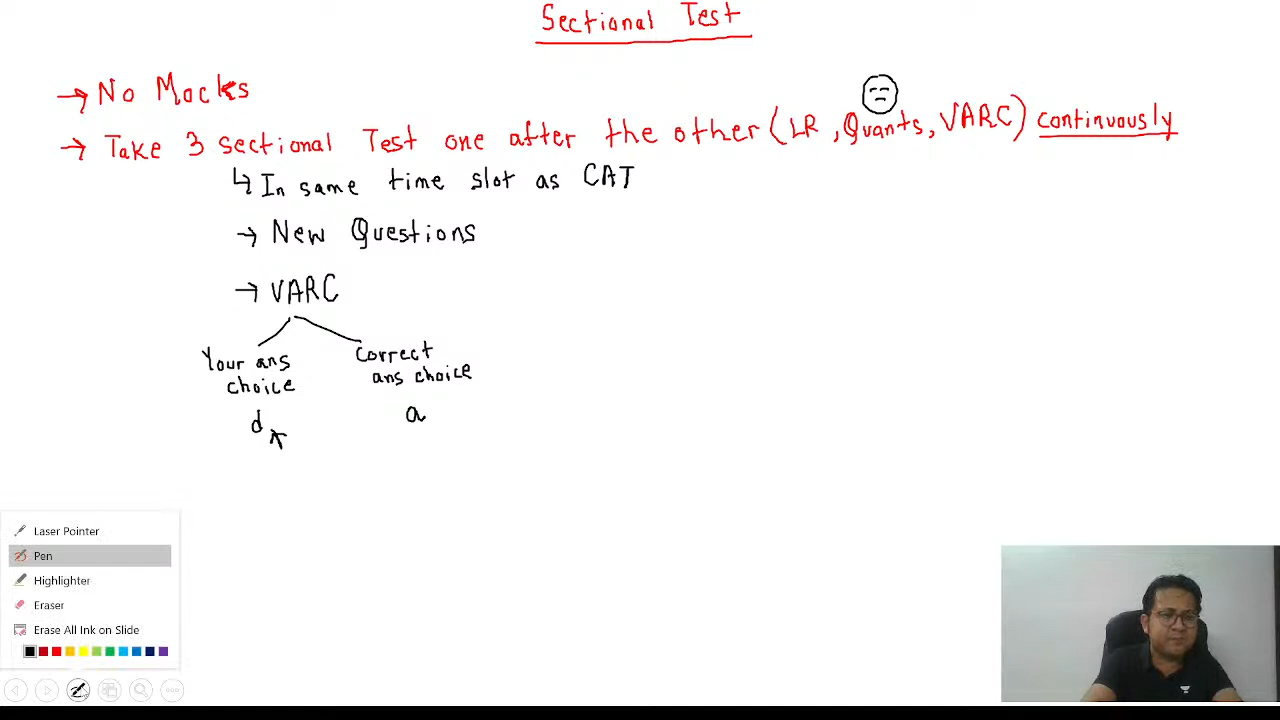 Sectional Test
→ No Mocks
→ Take 3 sectional Test one after the other (LR, Quants, VARC) continuously
↳ In same time slot as CAT
→ New Questions
→ VARC
Your ans choice
Correct ans choice
d
a
Laser Pointer
Pen
Highlighter
Eraser
Erase All Ink on Slide